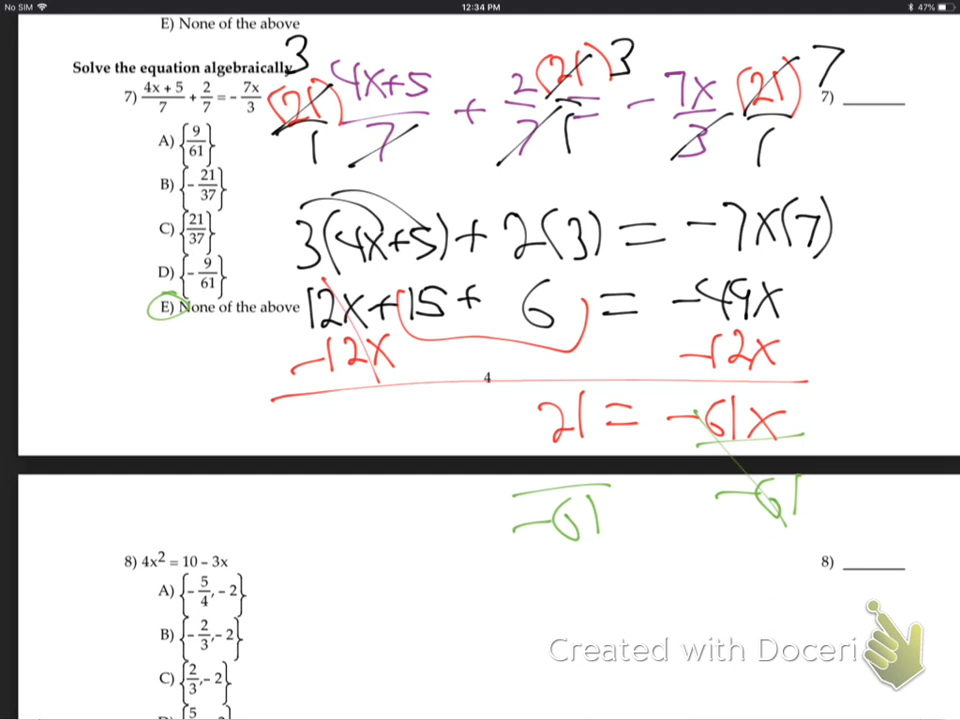 No SIM 12:34 PM 47%
E) None of the above
Solve the equation algebraically.
7) (4x + 5)/7 + 2/7 = - 7x/3
7) ______
A) {9/61}
B) {- 21/37}
C) {21/37}
D) {- 9/61}
E) None of the above
3 (21)/1 4x+5/7 + 2/7 (21)/1 3 - 7x/3 (21)/1 7
3(4x+5) + 2(3) = -7x(7)
12x + 15 + 6 = -49x
-12x -12x
4
21 = -61x
-61 -61
8) 4x2 = 10 - 3x
8) ______
A) {- 5/4, - 2}
B) {- 2/3, - 2}
C) {2/3, - 2}
Created with Doceri